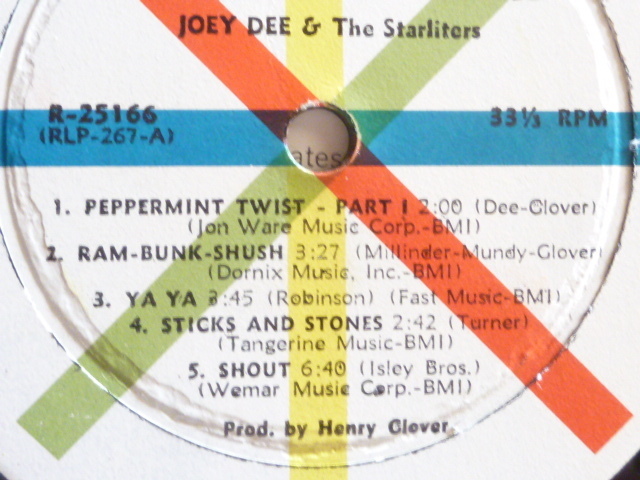 JOEY DEE & The Starliters
R-25166
(RLP-267-A)
33⅓ RPM
ates
1. PEPPERMINT TWIST - PART I 2:00 (Dee-Glover)
(Jon Ware Music Corp.-BMI)
2. RAM-BUNK-SHUSH 3:27 (Millinder-Mundy-Glover)
(Dornix Music, Inc.-BMI)
3. YA YA 3:45 (Robinson) (Fast Music-BMI)
4. STICKS AND STONES 2:42 (Turner)
(Tangerine Music-BMI)
5. SHOUT 6:40 (Isley Bros.)
(Wemar Music Corp.-BMI)
Prod. by Henry Glover